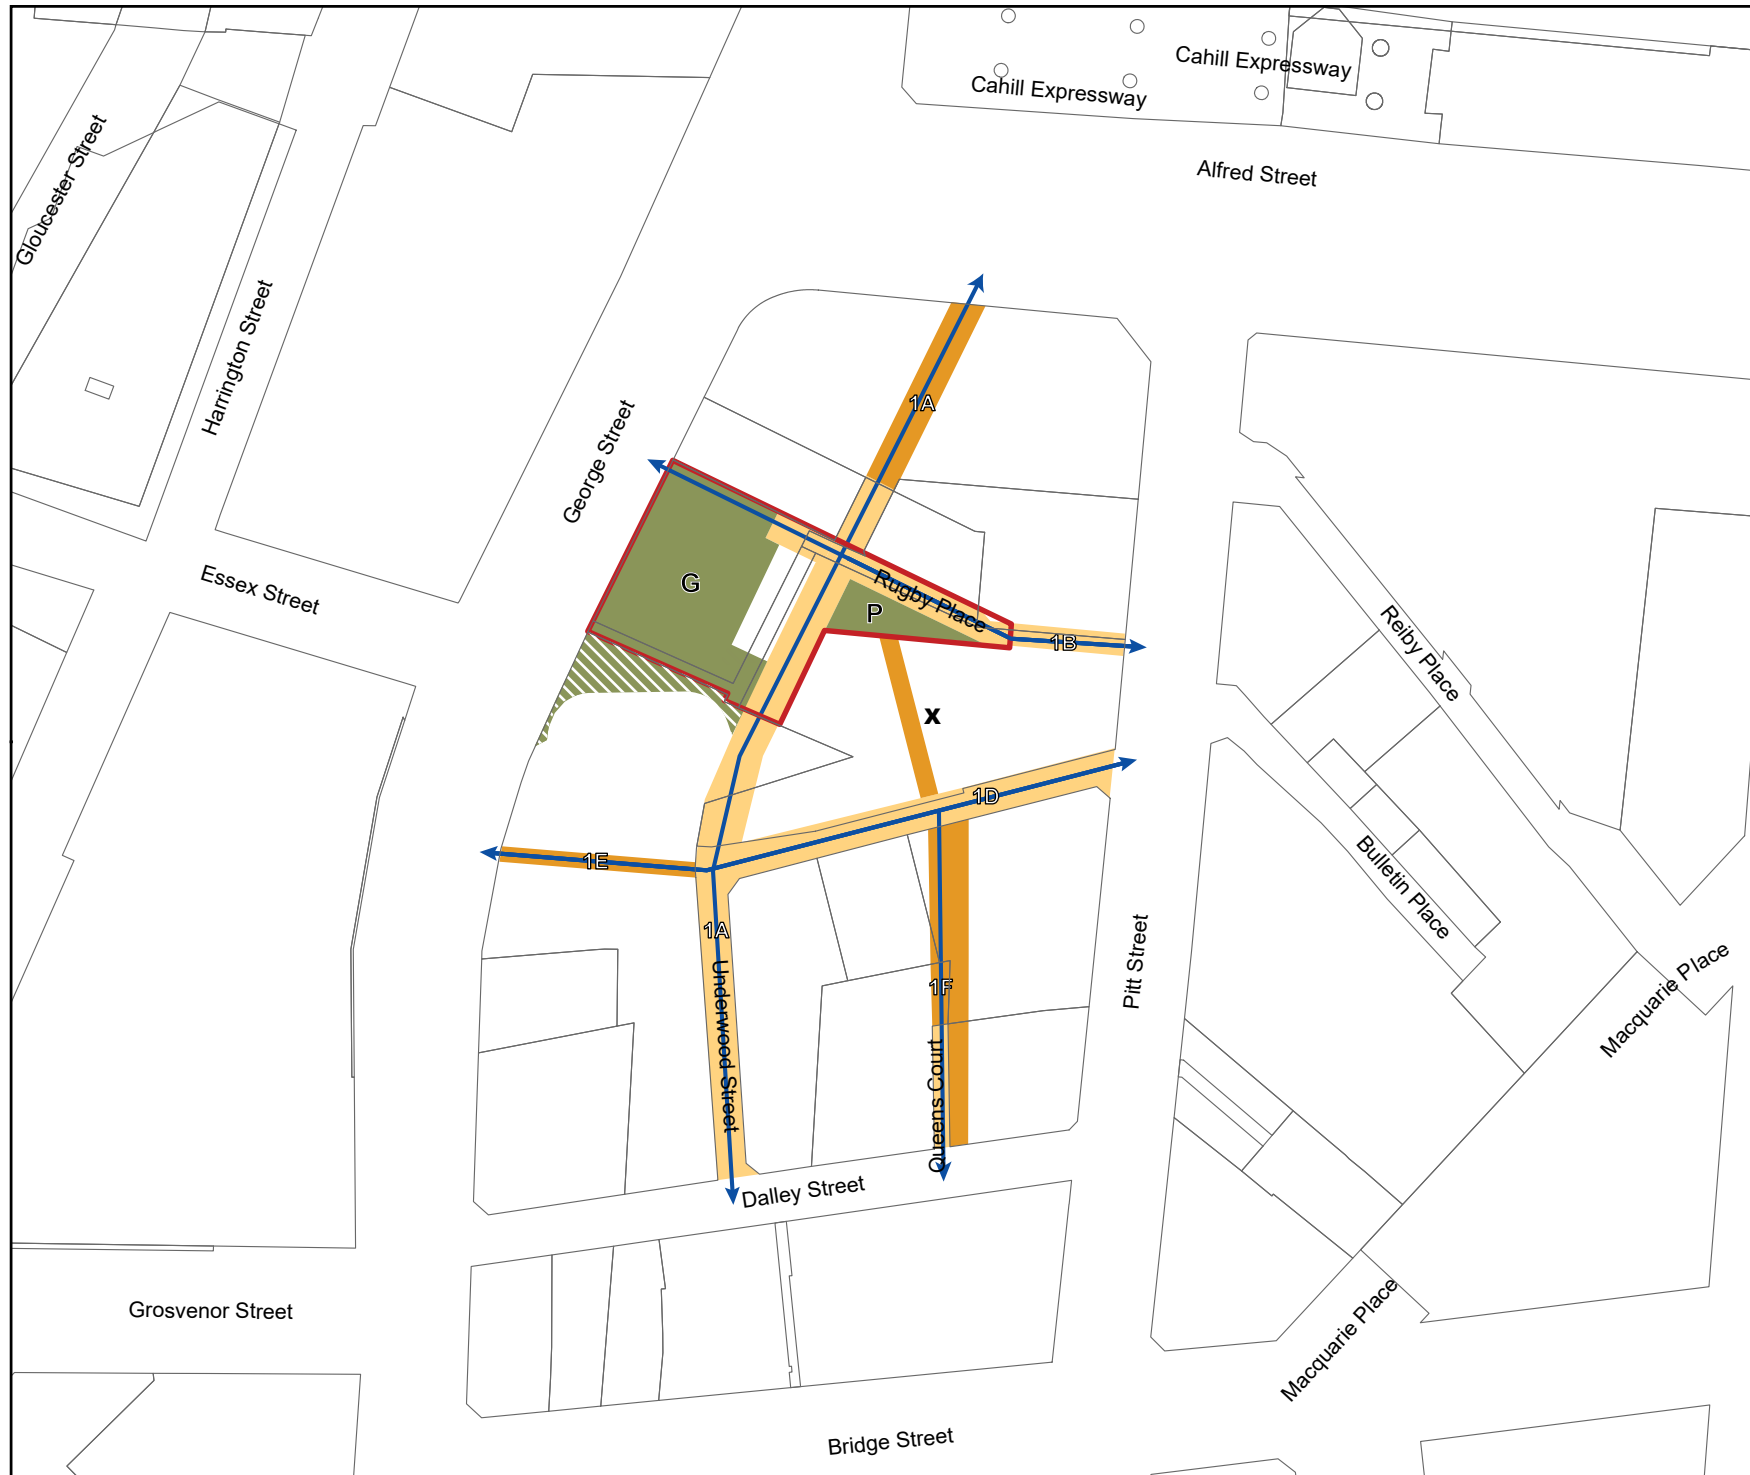 Cahill Expressway
Cahill Expressway
Alfred Street
Gloucester Street
Harrington Street
George Street
1A
Essex Street
G
P
Rugby Place
1B
Reiby Place
x
1D
1E
Bulletin Place
1A
Underwood Street
1F
Queens Court
Pitt Street
Macquarie Place
Dalley Street
Grosvenor Street
Macquarie Place
Bridge Street